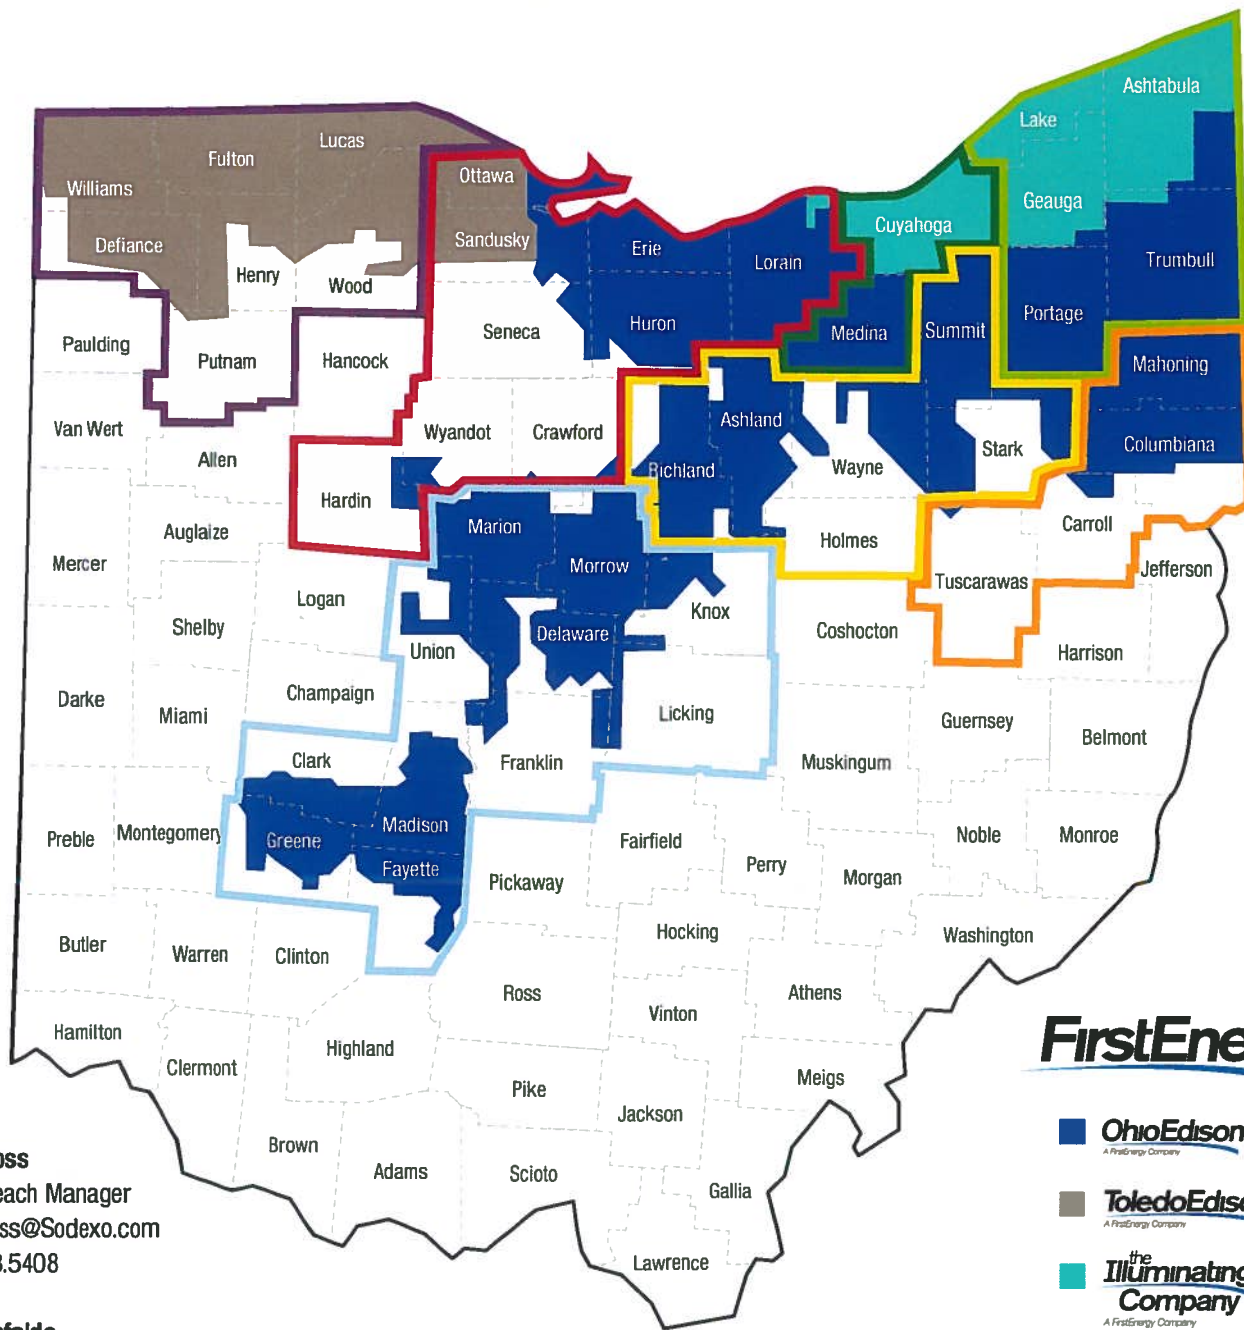 Ashtabula
Lake
Lucas
Fulton
Ottawa
Williams
Geauga
Cuyahoga
Defiance
Sandusky
Erie
Lorain
Trumbull
Henry
Wood
Portage
Huron
Medina
Summit
Seneca
Paulding
Putnam
Hancock
Mahoning
Ashland
Van Wert
Wyandot
Crawford
Columbiana
Stark
Allen
Richland
Wayne
Hardin
Marion
Carroll
Auglaize
Holmes
Mercer
Morrow
Jefferson
Tuscarawas
Logan
Knox
Shelby
Delaware
Coshocton
Union
Harrison
Champaign
Darke
Miami
Licking
Guernsey
Belmont
Clark
Franklin
Muskingum
Madison
Preble
Montegomery
Greene
Fairfield
Noble
Monroe
Perry
Fayette
Pickaway
Morgan
Hocking
Washington
Butler
Warren
Clinton
Ross
Athens
Vinton
Hamilton
Highland
Clermont
Meigs
Pike
Jackson
Brown
Adams
Scioto
Gallia
Lawrence
FirstEne
OhioEdison
A FirstEnergy Company
ToledoEdis
A FirstEnergy Company
the
Illuminating
Company
A FirstEnergy Company
oss
each Manager
ss@Sodexo.com
3.5408